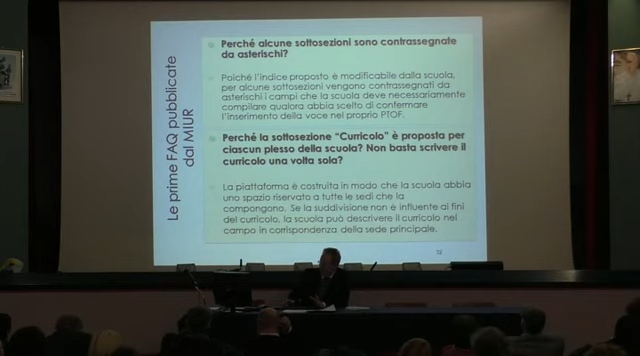 Le prime FAQ pubblicate
dal MIUR
Perché alcune sottosezioni sono contrassegnate
da asterischi?
Poiché l'indice proposto è modificabile dalla scuola,
per alcune sottosezioni vengono contrassegnati da
asterischi i campi che la scuola deve necessariamente
compilare qualora abbia scelto di confermare
l'inserimento della voce nel proprio PTOF.
Perché la sottosezione "Curricolo" è proposta per
ciascun plesso della scuola? Non basta scrivere il
curricolo una volta sola?
La piattaforma è costruita in modo che la scuola abbia
uno spazio riservato a tutte le sedi che la
compongono. Se la suddivisione non è influente ai fini
del curricolo, la scuola può descrivere il curricolo nel
campo in corrispondenza della sede principale.